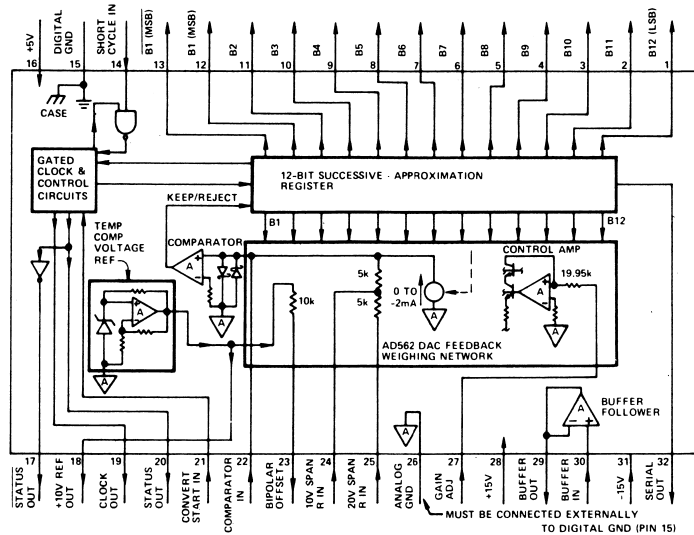 +5V
DIGITAL
GND
SHORT
CYCLE IN
B1 (MSB)
B1 (MSB)
B2
B3
B4
B5
B6
B7
B8
B9
B10
B11
B12 (LSB)
16
15
14
13
12
11
10
9
8
7
6
5
4
3
2
1
CASE
GATED
CLOCK &
CONTROL
CIRCUITS
12-BIT SUCCESSIVE - APPROXIMATION
REGISTER
KEEP/REJECT
B1
B12
TEMP
COMP
VOLTAGE
REF
COMPARATOR
CONTROL AMP
A
+
−
5k
5k
10k
0 TO
-2mA
A
19.95k
A
+
−
A
+
−
A
A
A
A
AD562 DAC FEEDBACK
WEIGHING NETWORK
A
BUFFER
FOLLOWER
A
−
+
17
18
19
20
21
22
23
24
25
26
27
28
29
30
31
32
STATUS
OUT
+10V REF
OUT
CLOCK
OUT
STATUS
OUT
CONVERT
START IN
COMPARATOR
IN
BIPOLAR
OFFSET
10V SPAN
R IN
20V SPAN
R IN
ANALOG
GND
GAIN
ADJ
+15V
BUFFER
OUT
BUFFER
IN
-15V
SERIAL
OUT
MUST BE CONNECTED EXTERNALLY
TO DIGITAL GND (PIN 15)